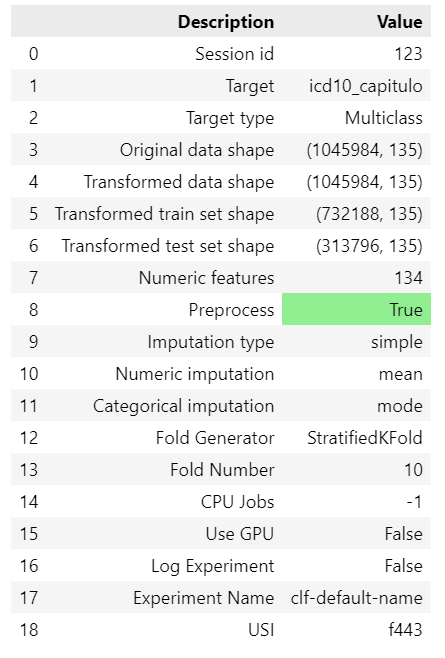 Description Value
0 Session id 123
1 Target icd10_capitulo
2 Target type Multiclass
3 Original data shape (1045984, 135)
4 Transformed data shape (1045984, 135)
5 Transformed train set shape (732188, 135)
6 Transformed test set shape (313796, 135)
7 Numeric features 134
8 Preprocess True
9 Imputation type simple
10 Numeric imputation mean
11 Categorical imputation mode
12 Fold Generator StratifiedKFold
13 Fold Number 10
14 CPU Jobs -1
15 Use GPU False
16 Log Experiment False
17 Experiment Name clf-default-name
18 USI f443